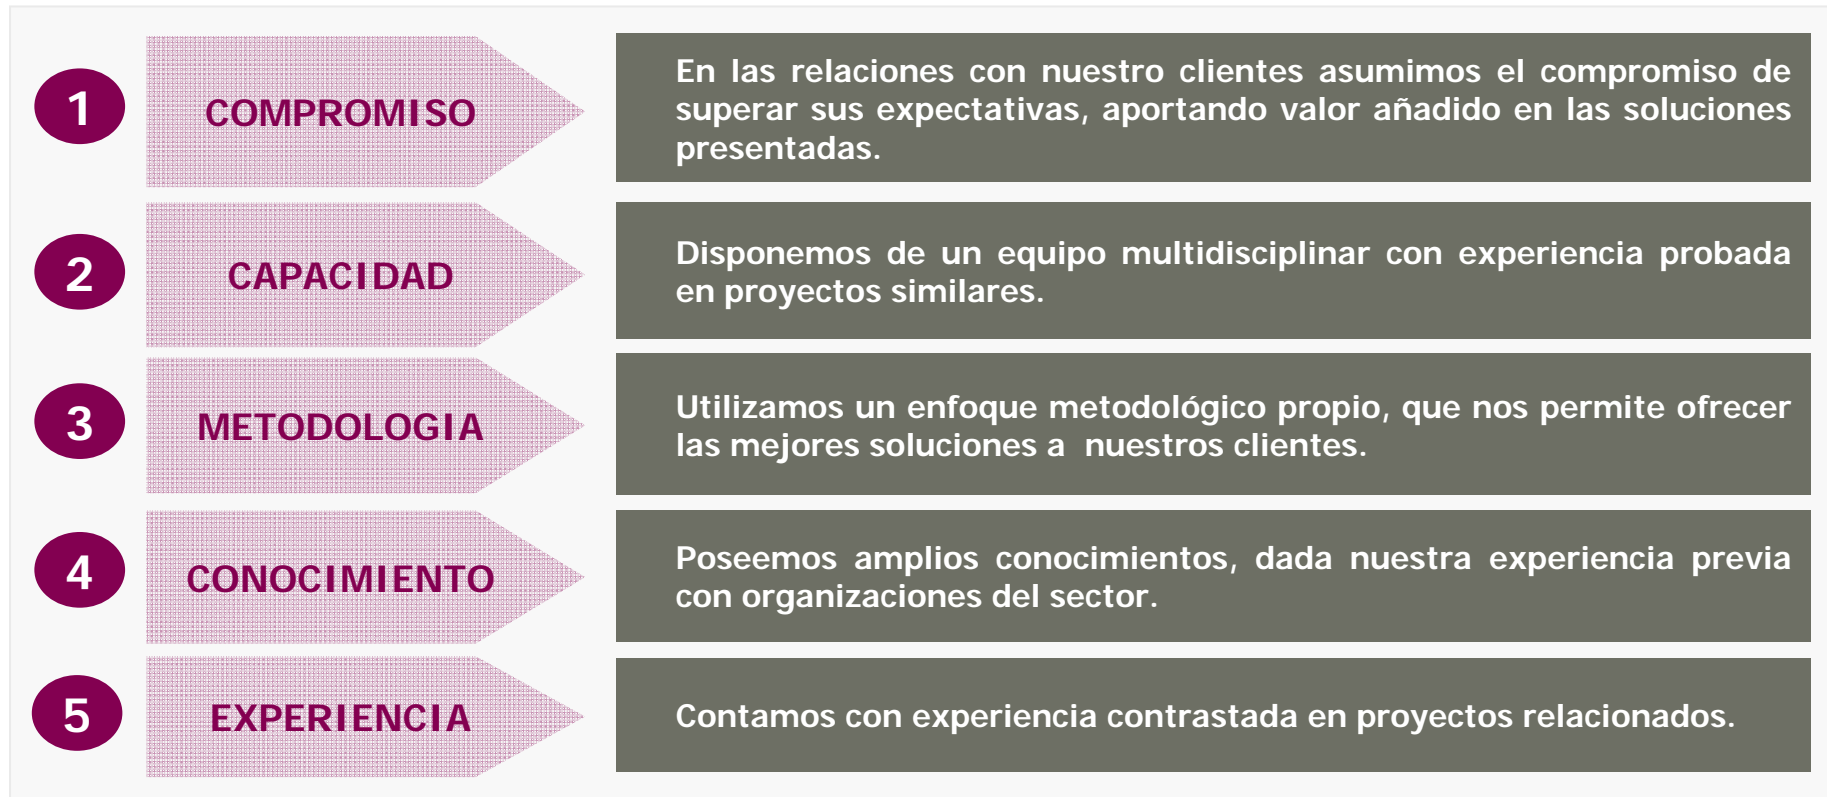 1
COMPROMISO
En las relaciones con nuestro clientes asumimos el compromiso de
superar sus expectativas, aportando valor añadido en las soluciones
presentadas.
2
CAPACIDAD
Disponemos de un equipo multidisciplinar con experiencia probada
en proyectos similares.
3
METODOLOGIA
Utilizamos un enfoque metodológico propio, que nos permite ofrecer
las mejores soluciones a  nuestros clientes.
4
CONOCIMIENTO
Poseemos amplios conocimientos, dada nuestra experiencia previa
con organizaciones del sector.
5
EXPERIENCIA
Contamos con experiencia contrastada en proyectos relacionados.